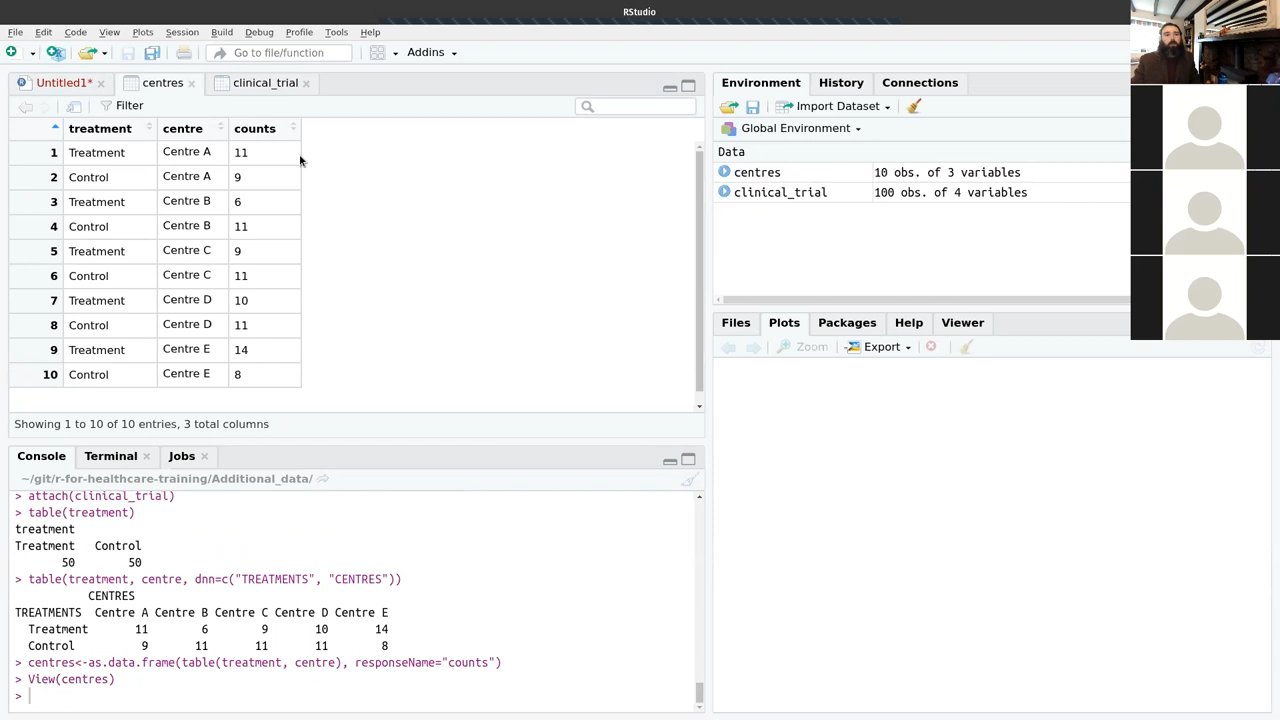 RStudio
File Edit Code View Plots Session Build Debug Profile Tools Help
Go to file/function Addins
Untitled1* centres clinical_trial
Filter
treatment centre counts
1 Treatment Centre A 11
2 Control Centre A 9
3 Treatment Centre B 6
4 Control Centre B 11
5 Treatment Centre C 9
6 Control Centre C 11
7 Treatment Centre D 10
8 Control Centre D 11
9 Treatment Centre E 14
10 Control Centre E 8
Showing 1 to 10 of 10 entries, 3 total columns
Console Terminal Jobs
~/git/r-for-healthcare-training/Additional_data/
> attach(clinical_trial)
> table(treatment)
treatment
Treatment Control
50 50
> table(treatment, centre, dnn=c("TREATMENTS", "CENTRES"))
CENTRES
TREATMENTS Centre A Centre B Centre C Centre D Centre E
Treatment 11 6 9 10 14
Control 9 11 11 11 8
> centres<-as.data.frame(table(treatment, centre), responseName="counts")
> View(centres)
>
Environment History Connections
Import Dataset
Global Environment
Data
centres 10 obs. of 3 variables
clinical_trial 100 obs. of 4 variables
Files Plots Packages Help Viewer
Zoom Export